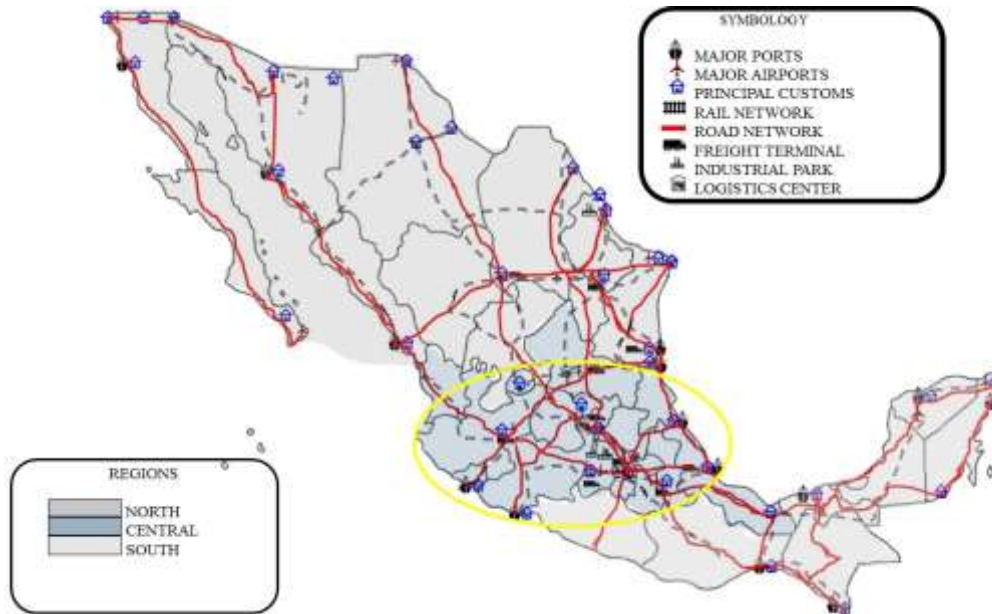 SYMBOLOGY
MAJOR PORTS
MAJOR AIRPORTS
PRINCIPAL CUSTOMS
RAIL NETWORK
ROAD NETWORK
FREIGHT TERMINAL
INDUSTRIAL PARK
LOGISTICS CENTER
REGIONS
NORTH
CENTRAL
SOUTH